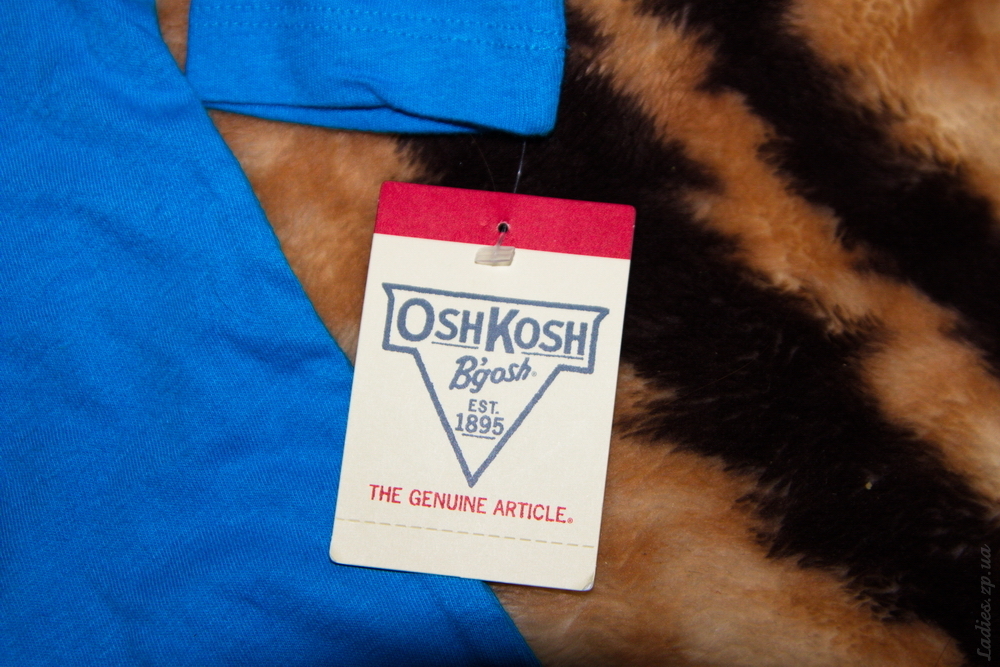 OSHKOSH
B'gosh®
EST.
1895
THE GENUINE ARTICLE®
Ladies.zp.ua